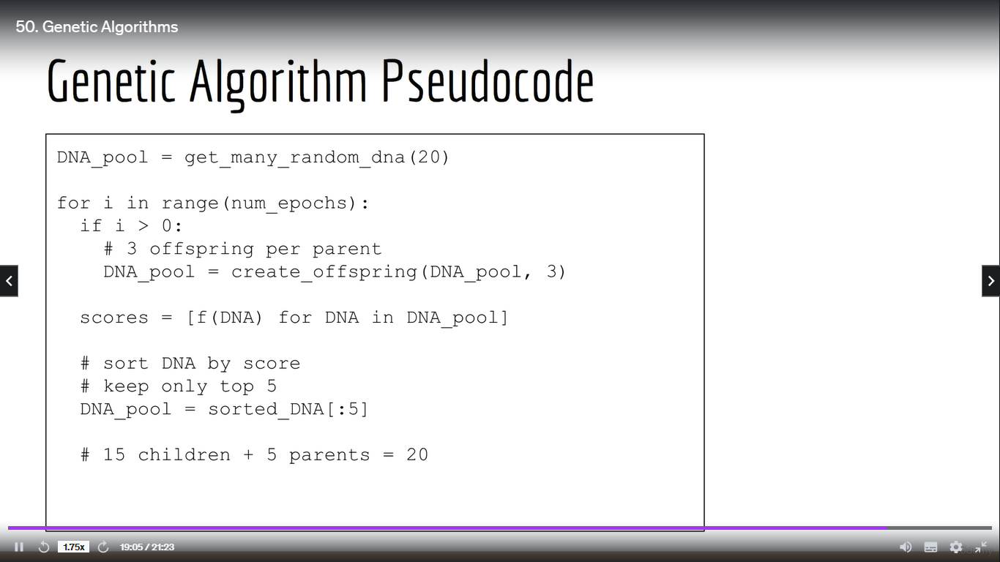 50. Genetic Algorithms
Genetic Algorithm Pseudocode
DNA_pool = get_many_random_dna(20)
for i in range(num_epochs):
if i > 0:
# 3 offspring per parent
DNA_pool = create_offspring(DNA_pool, 3)
scores = [f(DNA) for DNA in DNA_pool]
# sort DNA by score
# keep only top 5
DNA_pool = sorted_DNA[:5]
# 15 children + 5 parents = 20
1.75x 19:05 / 21:23